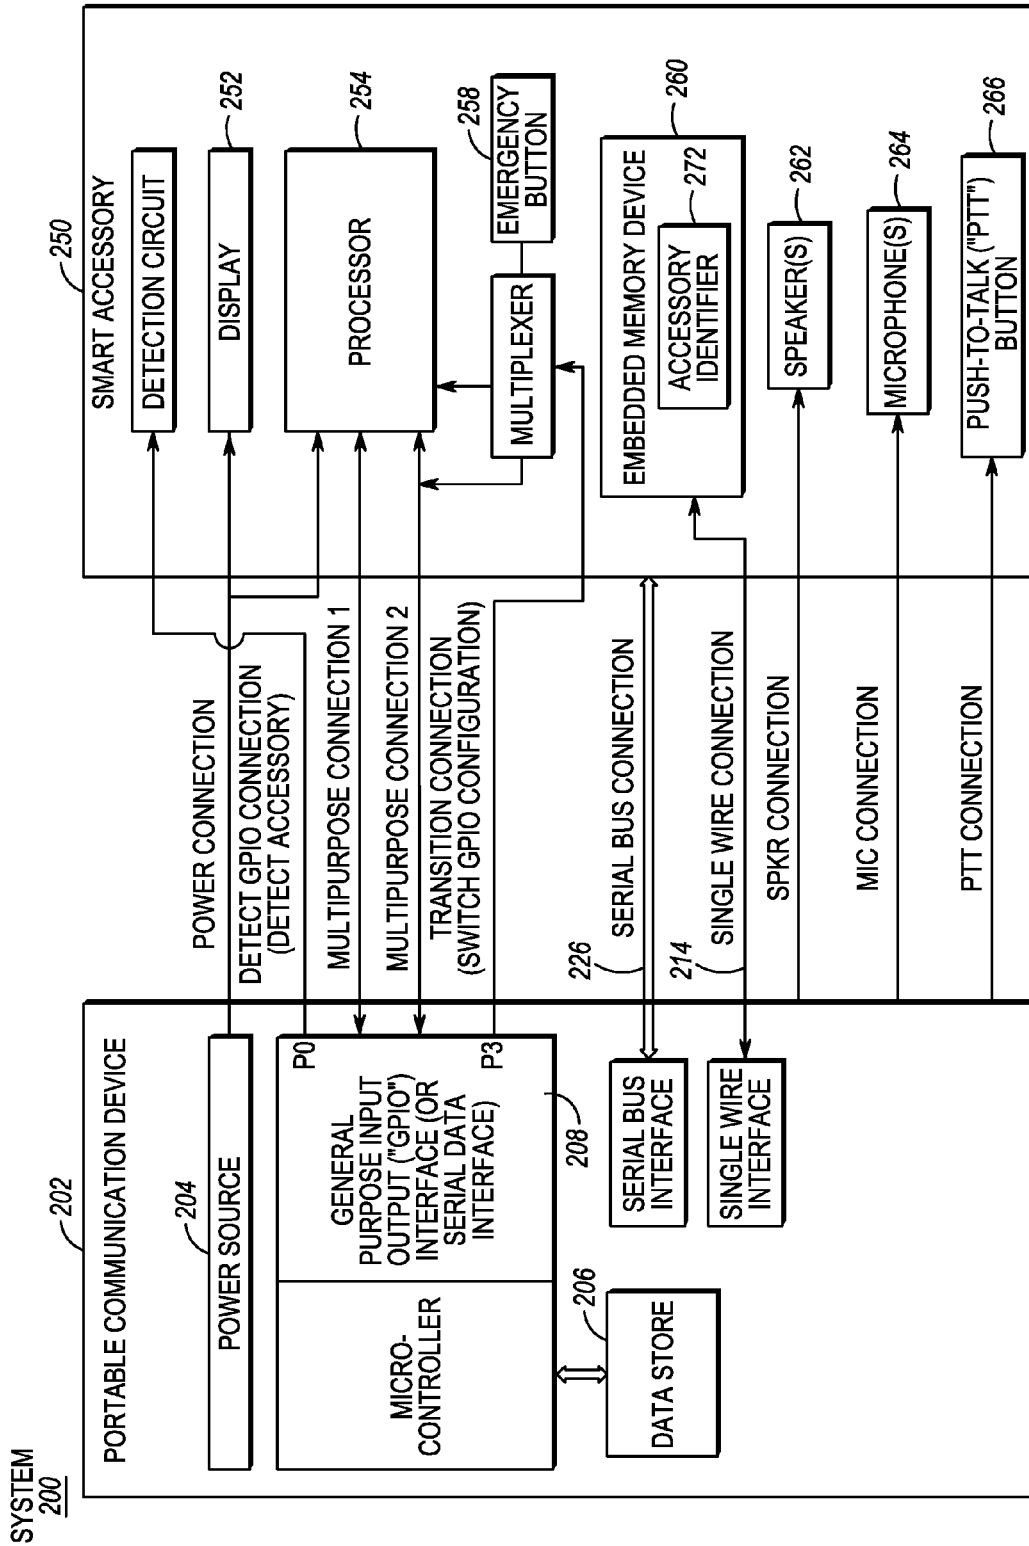 SYSTEM
200
202
PORTABLE COMMUNICATION DEVICE
204
POWER SOURCE
MICRO-
CONTROLLER
GENERAL
PURPOSE INPUT
OUTPUT ("GPIO")
INTERFACE (OR
SERIAL DATA
INTERFACE)
P0
P3
208
206
DATA STORE
SERIAL BUS
INTERFACE
SINGLE WIRE
INTERFACE
POWER CONNECTION
DETECT GPIO CONNECTION
(DETECT ACCESSORY)
MULTIPURPOSE CONNECTION 1
MULTIPURPOSE CONNECTION 2
TRANSITION CONNECTION
(SWITCH GPIO CONFIGURATION)
226
SERIAL BUS CONNECTION
214
SINGLE WIRE CONNECTION
SPKR CONNECTION
MIC CONNECTION
PTT CONNECTION
250
SMART ACCESSORY
DETECTION CIRCUIT
252
DISPLAY
254
PROCESSOR
MULTIPLEXER
258
EMERGENCY
BUTTON
260
EMBEDDED MEMORY DEVICE
272
ACCESSORY
IDENTIFIER
262
SPEAKER(S)
264
MICROPHONE(S)
266
PUSH-TO-TALK ("PTT")
BUTTON